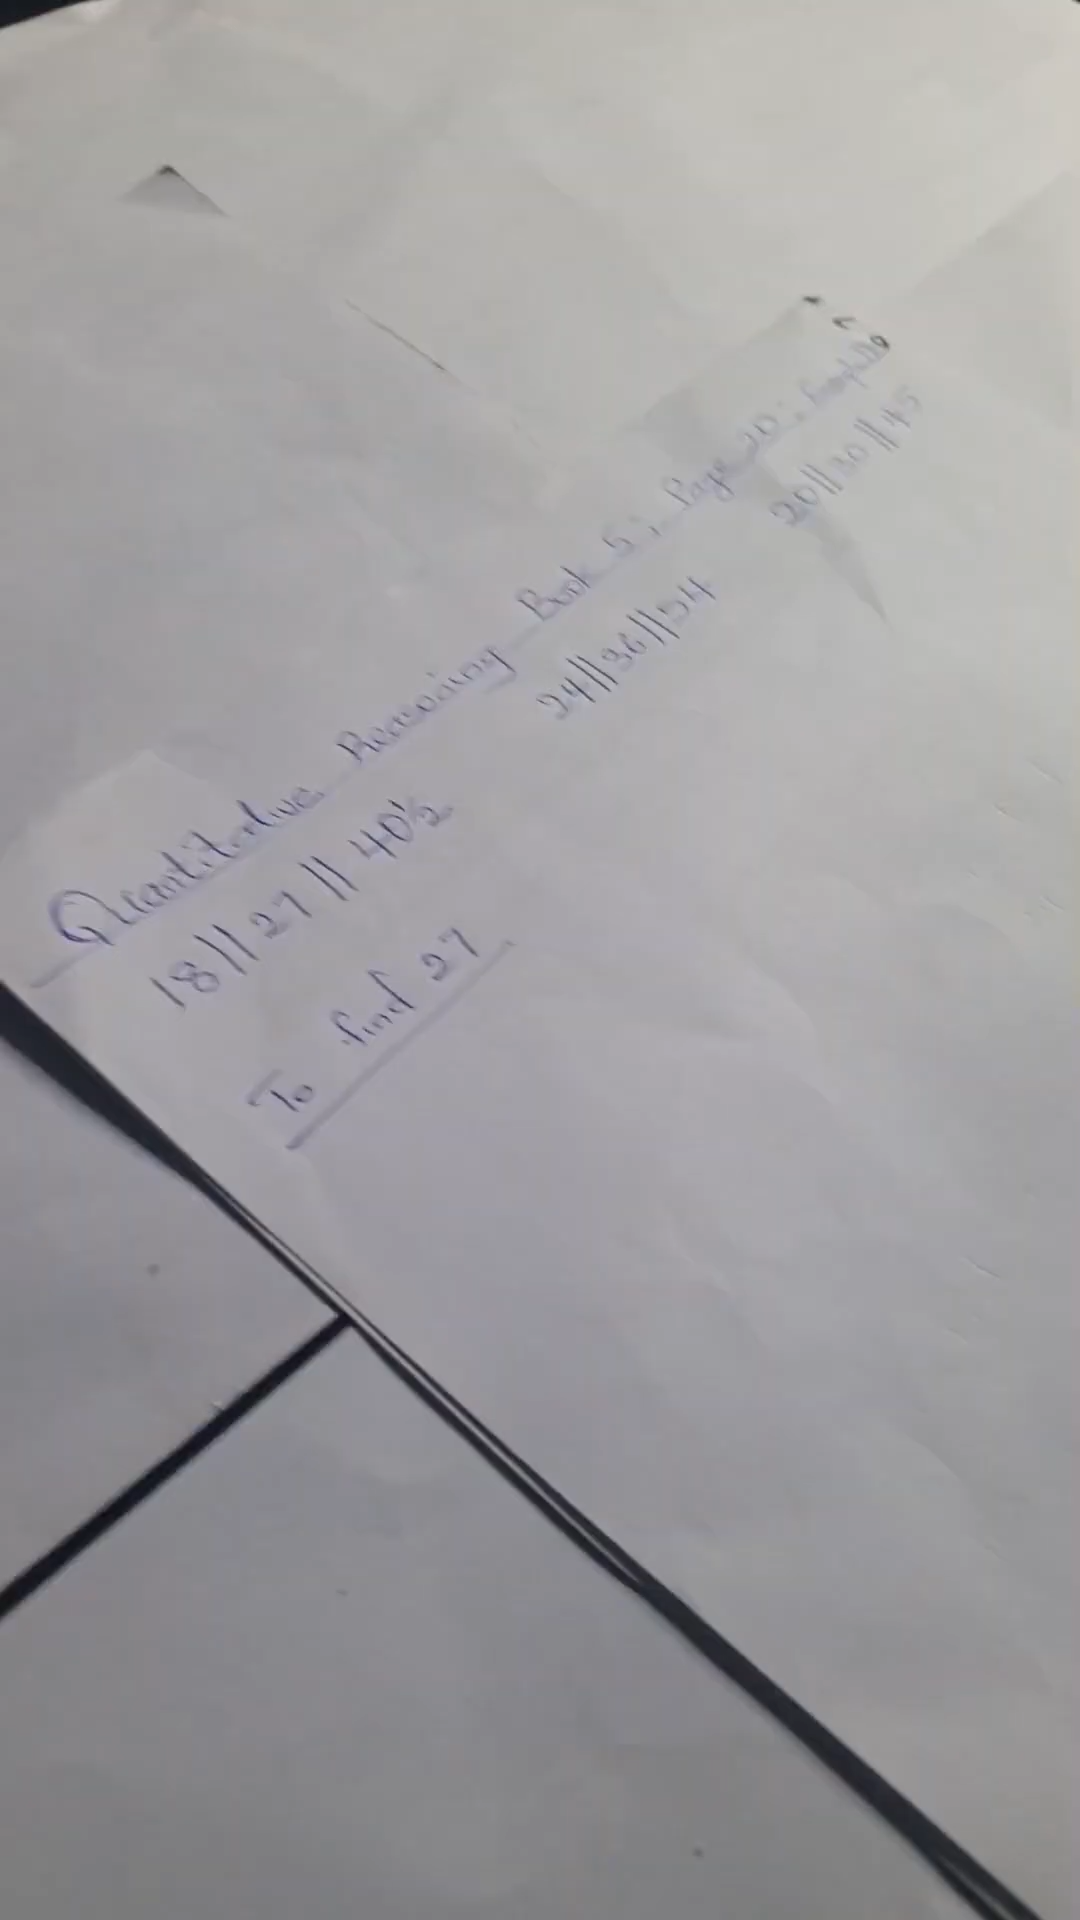 Quantitative Reasoning Book 5; Page 20;
18 || 27 || 40½ 24 || 36 || 54 20 || 30 || 45
To find 27